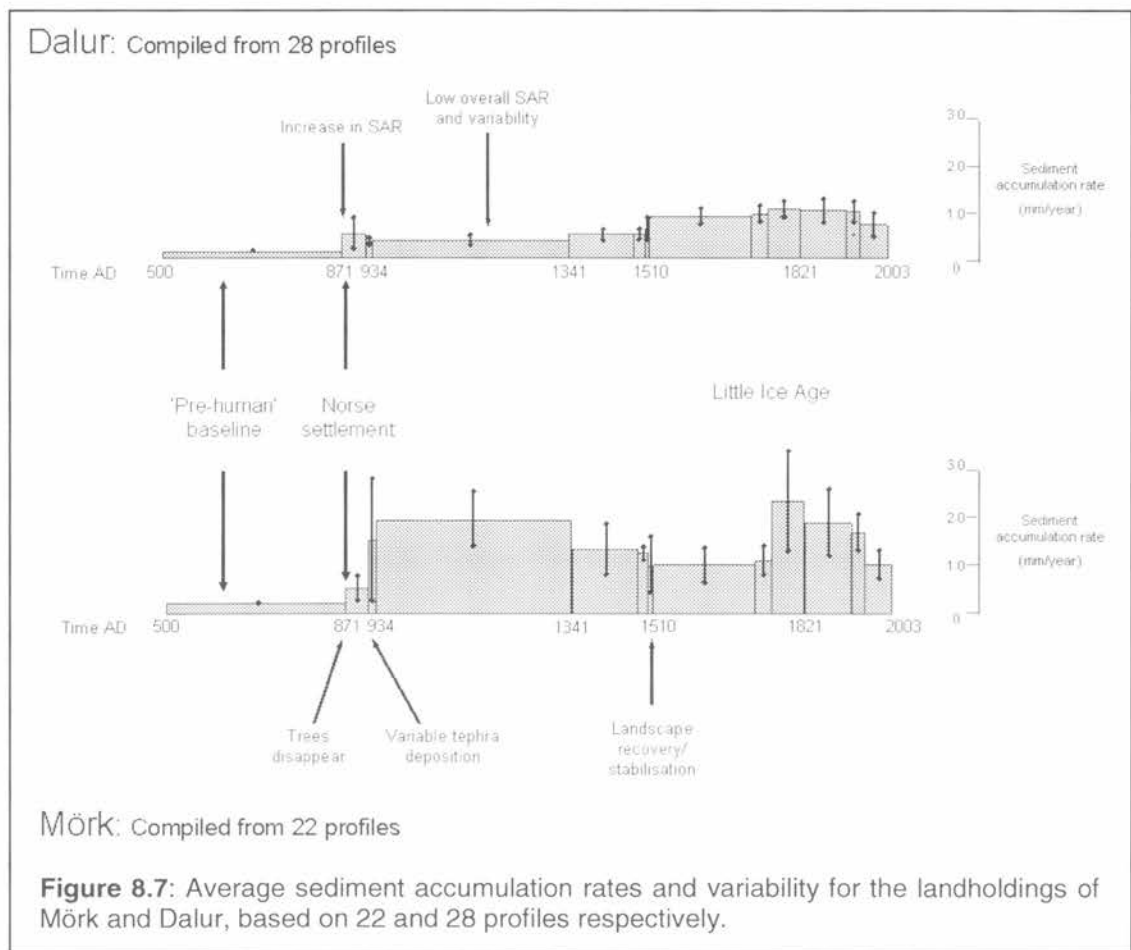 Dalur: Compiled from 28 profiles
Low overall SAR
and variability
Increase in SAR
3.0
2.0
1.0
0
Sediment
accumulation rate
(mm/year)
Time AD
500
871
934
1341
1510
1821
2003
'Pre-human'
baseline
Norse
settlement
Little Ice Age
3.0
2.0
1.0
0
Sediment
accumulation rate
(mm/year)
Time AD
500
871
934
1341
1510
1821
2003
Trees
disappear
Variable tephra
deposition
Landscape
recovery/
stabilisation
Mörk: Compiled from 22 profiles
Figure 8.7: Average sediment accumulation rates and variability for the landholdings of
Mörk and Dalur, based on 22 and 28 profiles respectively.